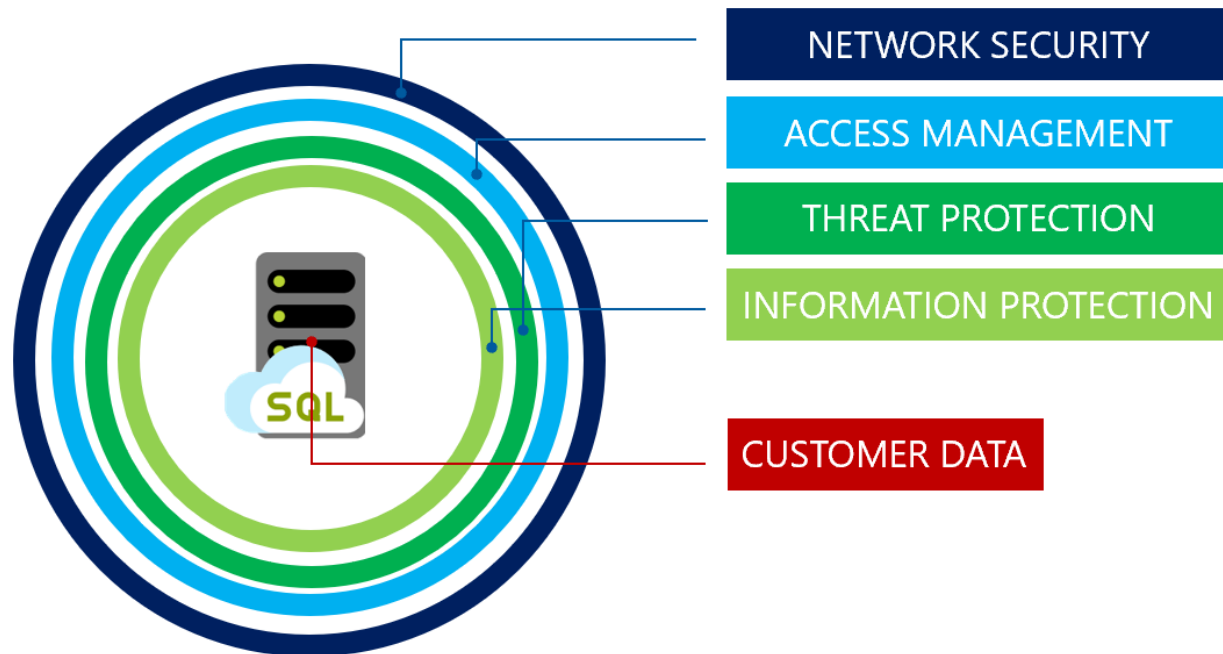 NETWORK SECURITY
ACCESS MANAGEMENT
THREAT PROTECTION
INFORMATION PROTECTION
SQL
CUSTOMER DATA